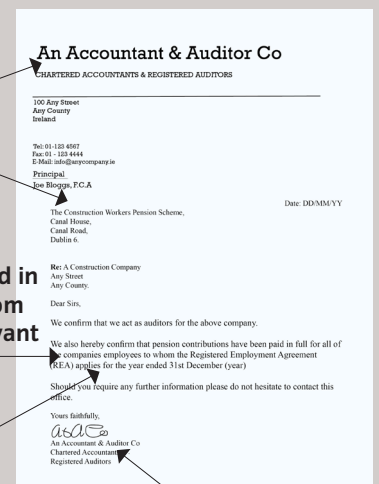 An Accountant & Auditor Co
CHARTERED ACCOUNTANTS & REGISTERED AUDITORS
100 Any Street
Any County
Ireland
Tel: 01-123 4567
Fax: 01 - 123 4444
E-Mail: info@anycompany.ie
Principal
Joe Bloggs, F.C.A
Date: DD/MM/YY
The Construction Workers Pension Scheme,
Canal House,
Canal Road,
Dublin 6.
d in
om
vant
Re: A Construction Company
Any Street
Any County.
Dear Sirs,
We confirm that we act as auditors for the above company.
We also hereby confirm that pension contributions have been paid in full for all of
the companies employees to whom the Registered Employment Agreement
(REA) applies for the year ended 31st December (year)
Should you require any further information please do not hesitate to contact this
office.
Yours faithfully,
An Accountant & Auditor Co
Chartered Accountants
Registered Auditors